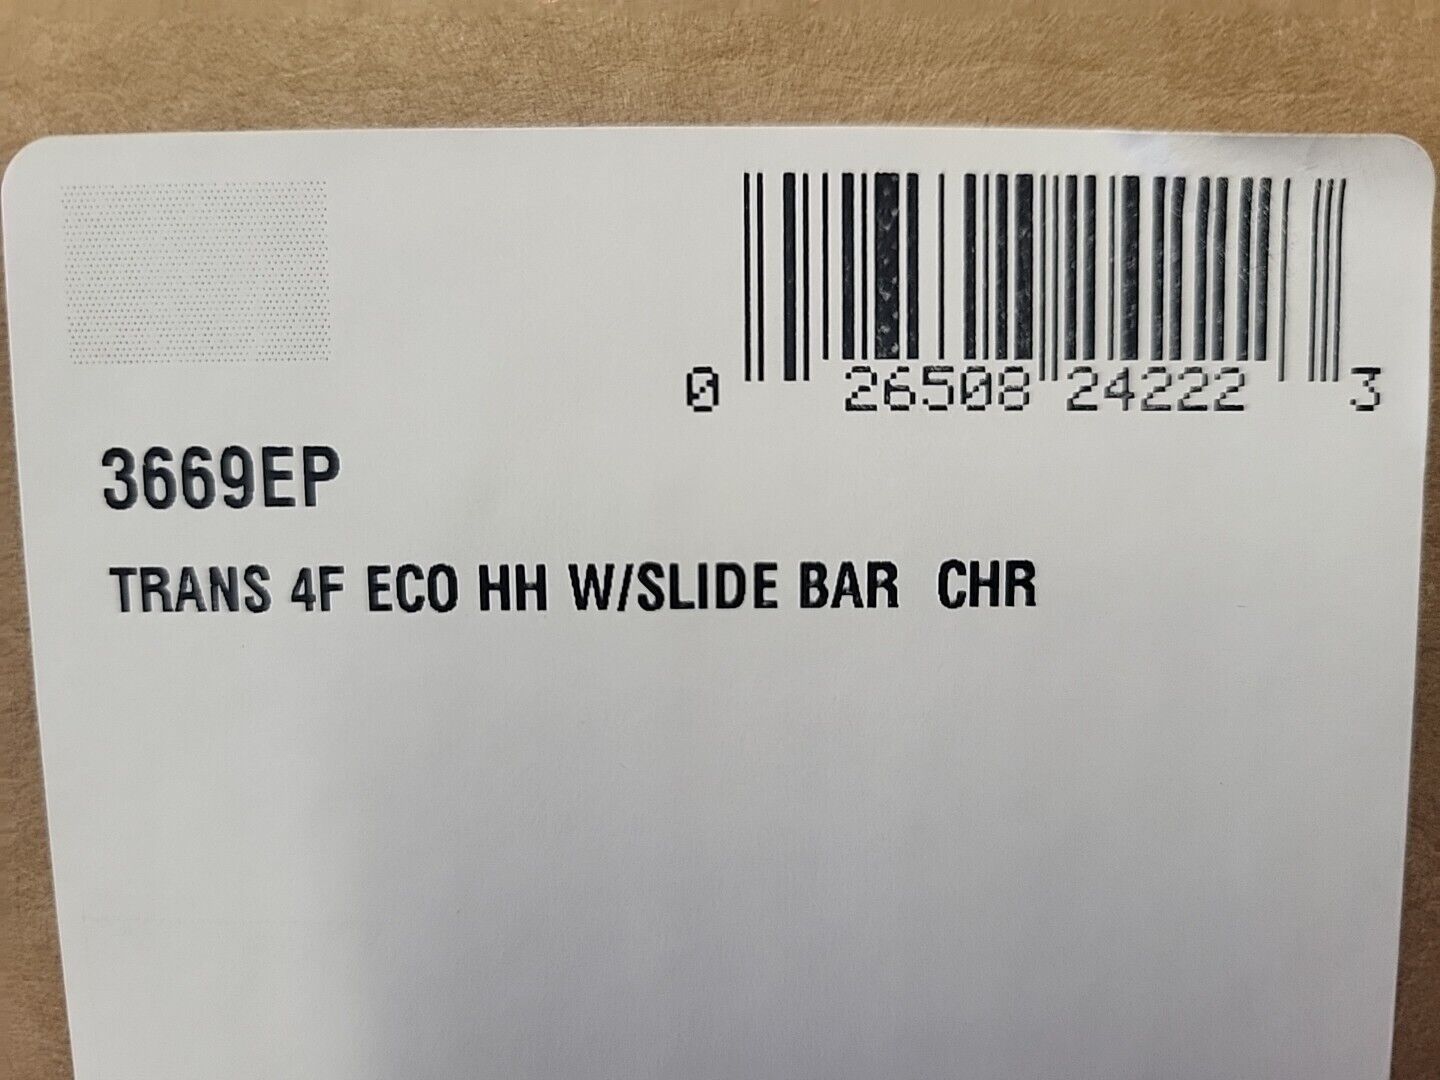 0 26508 24222 3
3669EP
TRANS 4F ECO HH W/SLIDE BAR CHR